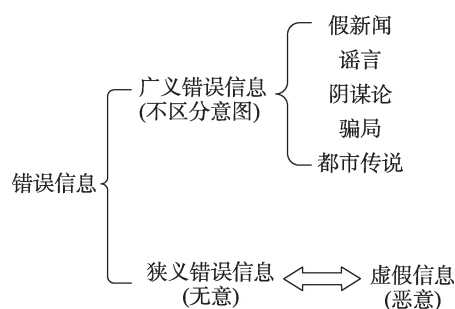 错误信息
广义错误信息
(不区分意图)
假新闻
谣言
阴谋论
骗局
都市传说
狭义错误信息
(无意)
虚假信息
(恶意)